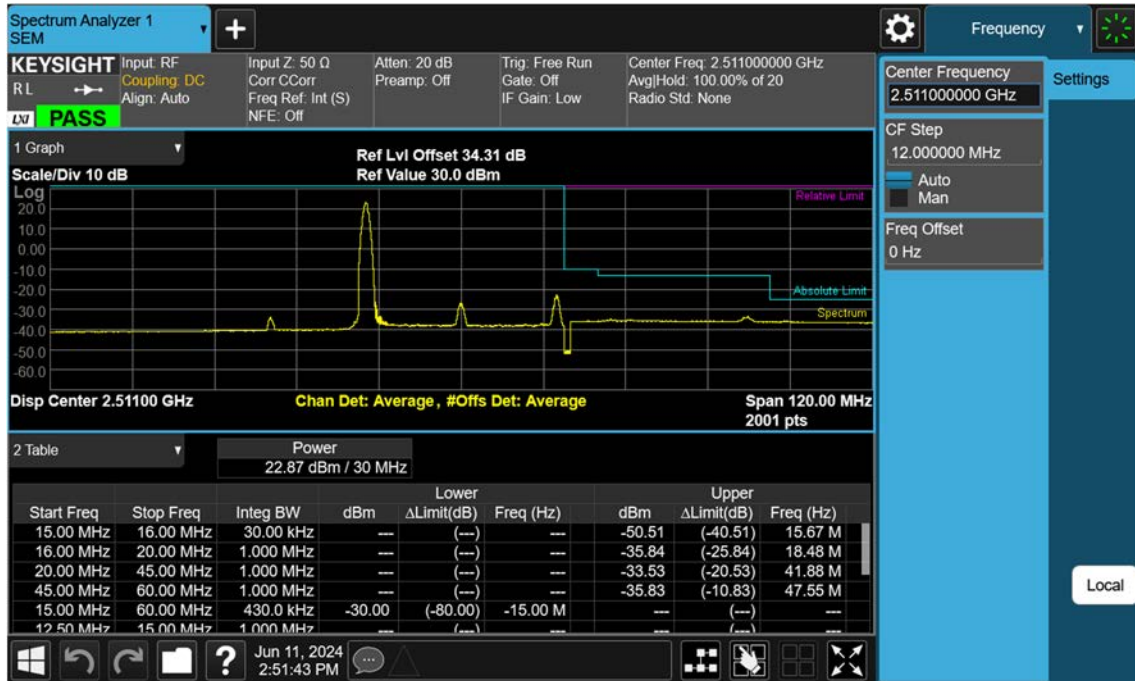 Spectrum Analyzer 1
SEM
Frequency
KEYSIGHT
R L
LXI PASS
Input: RF
Coupling: DC
Align: Auto
Input Z: 50 Ω
Corr CCorr
Freq Ref: Int (S)
NFE: Off
Atten: 20 dB
Preamp: Off
Trig: Free Run
Gate: Off
IF Gain: Low
Center Freq: 2.511000000 GHz
Avg|Hold: 100.00% of 20
Radio Std: None
Center Frequency
2.511000000 GHz
Settings
CF Step
12.000000 MHz
Auto
Man
Freq Offset
0 Hz
Local
1 Graph
Scale/Div 10 dB
Ref Lvl Offset 34.31 dB
Ref Value 30.0 dBm
Log
20.0
10.0
0.00
-10.0
-20.0
-30.0
-40.0
-50.0
-60.0
Relative Limit
Absolute Limit
Spectrum
Disp Center 2.51100 GHz
Chan Det: Average, #Offs Det: Average
Span 120.00 MHz
2001 pts
2 Table
Power
22.87 dBm / 30 MHz
Lower Upper
Start Freq Stop Freq Integ BW dBm ΔLimit(dB) Freq (Hz) dBm ΔLimit(dB) Freq (Hz)
15.00 MHz 16.00 MHz 30.00 kHz --- (---) --- -50.51 (-40.51) 15.67 M
16.00 MHz 20.00 MHz 1.000 MHz --- (---) --- -35.84 (-25.84) 18.48 M
20.00 MHz 45.00 MHz 1.000 MHz --- (---) --- -33.53 (-20.53) 41.88 M
45.00 MHz 60.00 MHz 1.000 MHz --- (---) --- -35.83 (-10.83) 47.55 M
15.00 MHz 60.00 MHz 430.0 kHz -30.00 (-80.00) -15.00 M --- (---) ---
12.50 MHz 15.00 MHz 1.000 MHz --- (---) --- --- (---) ---
Jun 11, 2024
2:51:43 PM